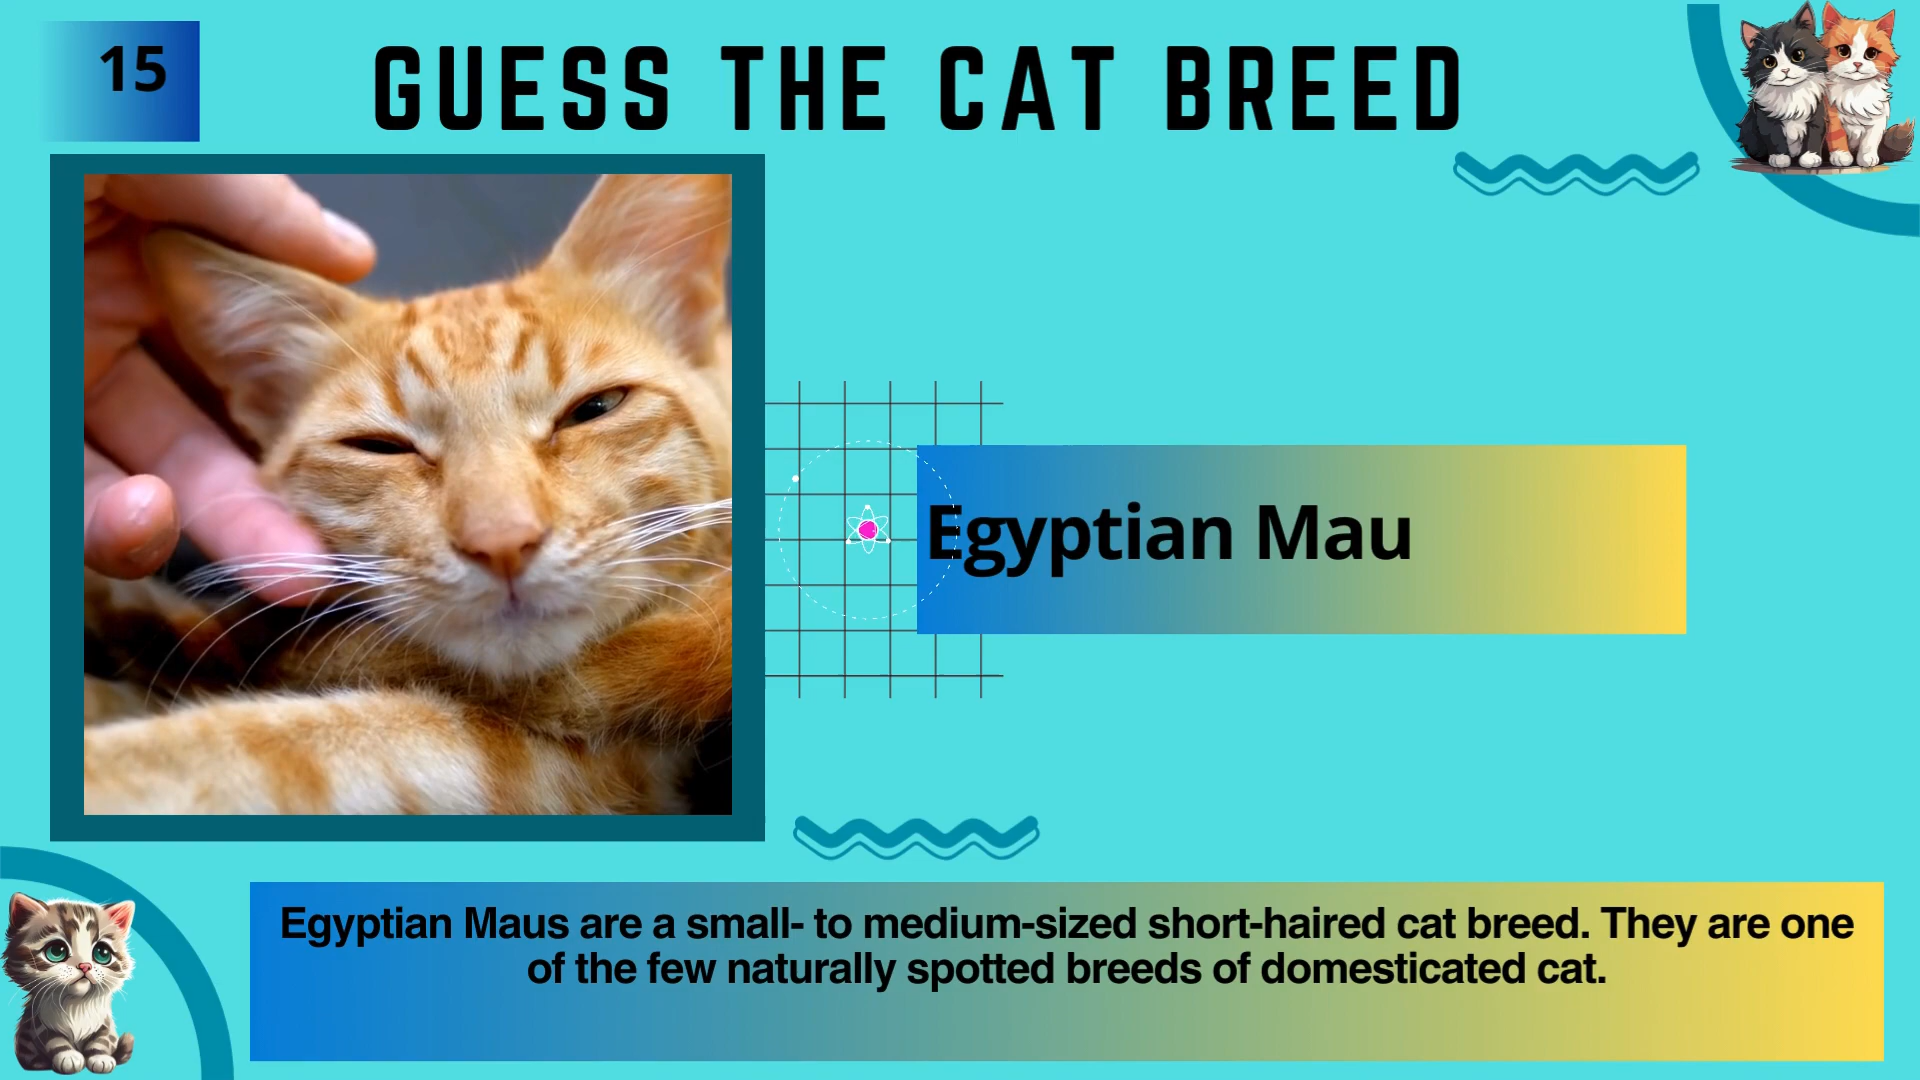 15
GUESS THE CAT BREED
Egyptian Mau
Egyptian Maus are a small- to medium-sized short-haired cat breed. They are one
of the few naturally spotted breeds of domesticated cat.